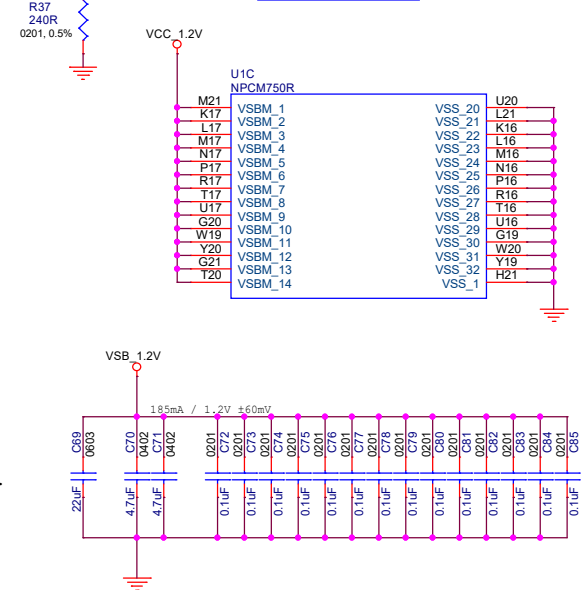 R37
240R
0201, 0.5%
VCC_1.2V
U1C
NPCM750R
M21 VSBM_1 VSS_20 U20
K17 VSBM_2 VSS_21 L21
L17 VSBM_3 VSS_22 K16
M17 VSBM_4 VSS_23 L16
N17 VSBM_5 VSS_24 M16
P17 VSBM_6 VSS_25 N16
R17 VSBM_7 VSS_26 P16
T17 VSBM_8 VSS_27 R16
U17 VSBM_9 VSS_28 T16
G20 VSBM_10 VSS_29 U16
W19 VSBM_11 VSS_30 G19
Y20 VSBM_12 VSS_31 W20
G21 VSBM_13 VSS_32 Y19
T20 VSBM_14 VSS_1 H21
VSB_1.2V
185mA / 1.2V ±60mV
C69 0603 22uF
C70 0402 4.7uF
C71 0402 4.7uF
0201 C72 0.1uF
0201 C73 0.1uF
0201 C74 0.1uF
0201 C75 0.1uF
0201 C76 0.1uF
0201 C77 0.1uF
0201 C78 0.1uF
0201 C79 0.1uF
0201 C80 0.1uF
0201 C81 0.1uF
0201 C82 0.1uF
0201 C83 0.1uF
0201 C84 0.1uF
0201 C85 0.1uF